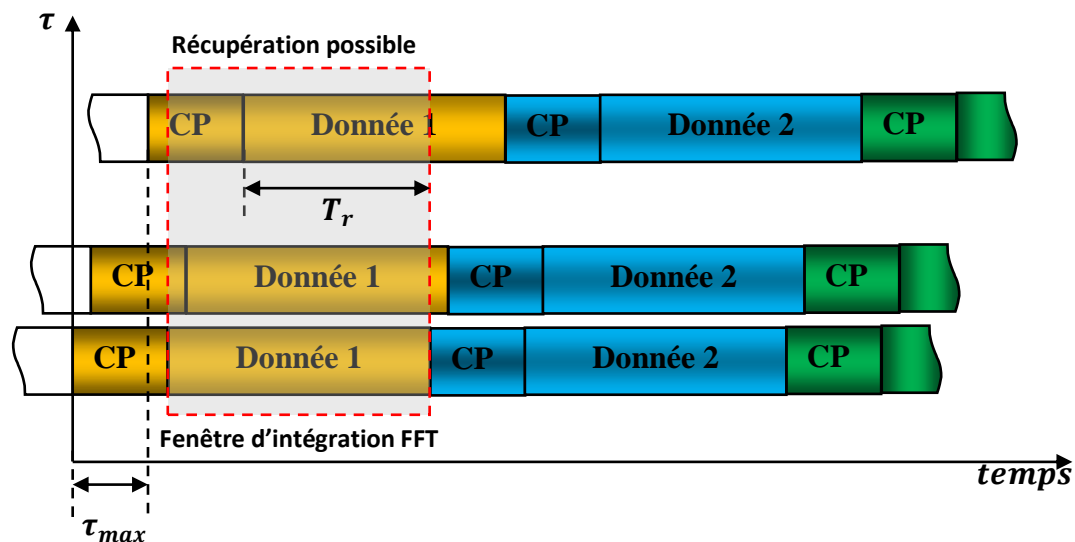 τ
Récupération possible
CP Donnée 1 CP Donnée 2 CP
T_r
CP Donnée 1 CP Donnée 2 CP
CP Donnée 1 CP Donnée 2 CP
Fenêtre d'intégration FFT
temps
τ_max